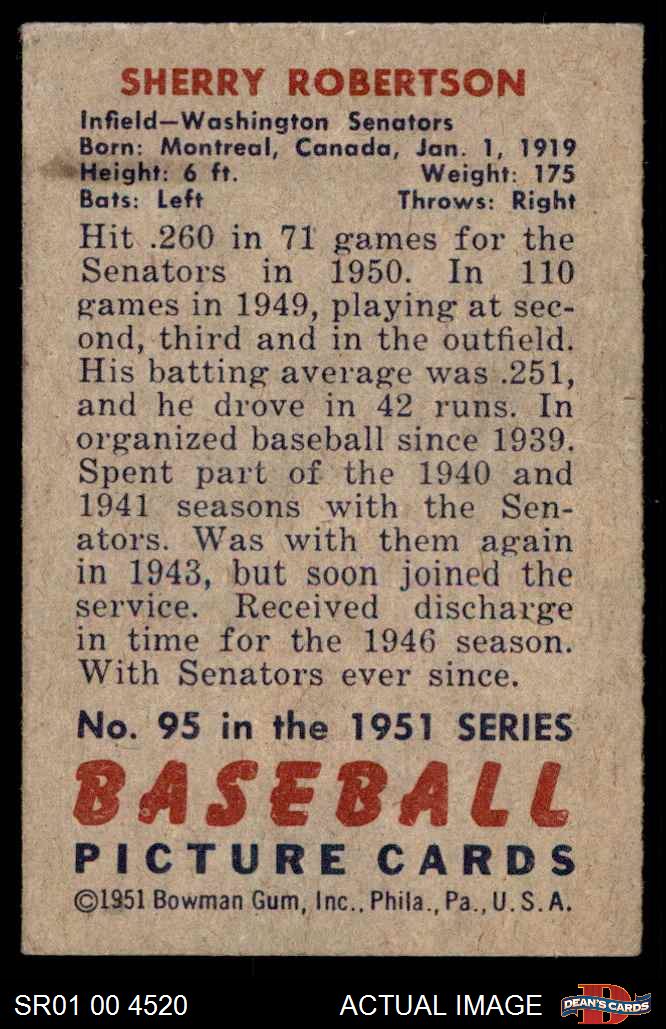 SHERRY ROBERTSON
Infield—Washington Senators
Born: Montreal, Canada, Jan. 1, 1919
Height: 6 ft. Weight: 175
Bats: Left Throws: Right
Hit .260 in 71 games for the
Senators in 1950. In 110
games in 1949, playing at sec-
ond, third and in the outfield.
His batting average was .251,
and he drove in 42 runs. In
organized baseball since 1939.
Spent part of the 1940 and
1941 seasons with the Sen-
ators. Was with them again
in 1943, but soon joined the
service. Received discharge
in time for the 1946 season.
With Senators ever since.
No. 95 in the 1951 SERIES
BASEBALL
PICTURE CARDS
©1951 Bowman Gum, Inc., Phila., Pa., U.S.A.
SR01 00 4520 ACTUAL IMAGE D DEAN'S CARDS